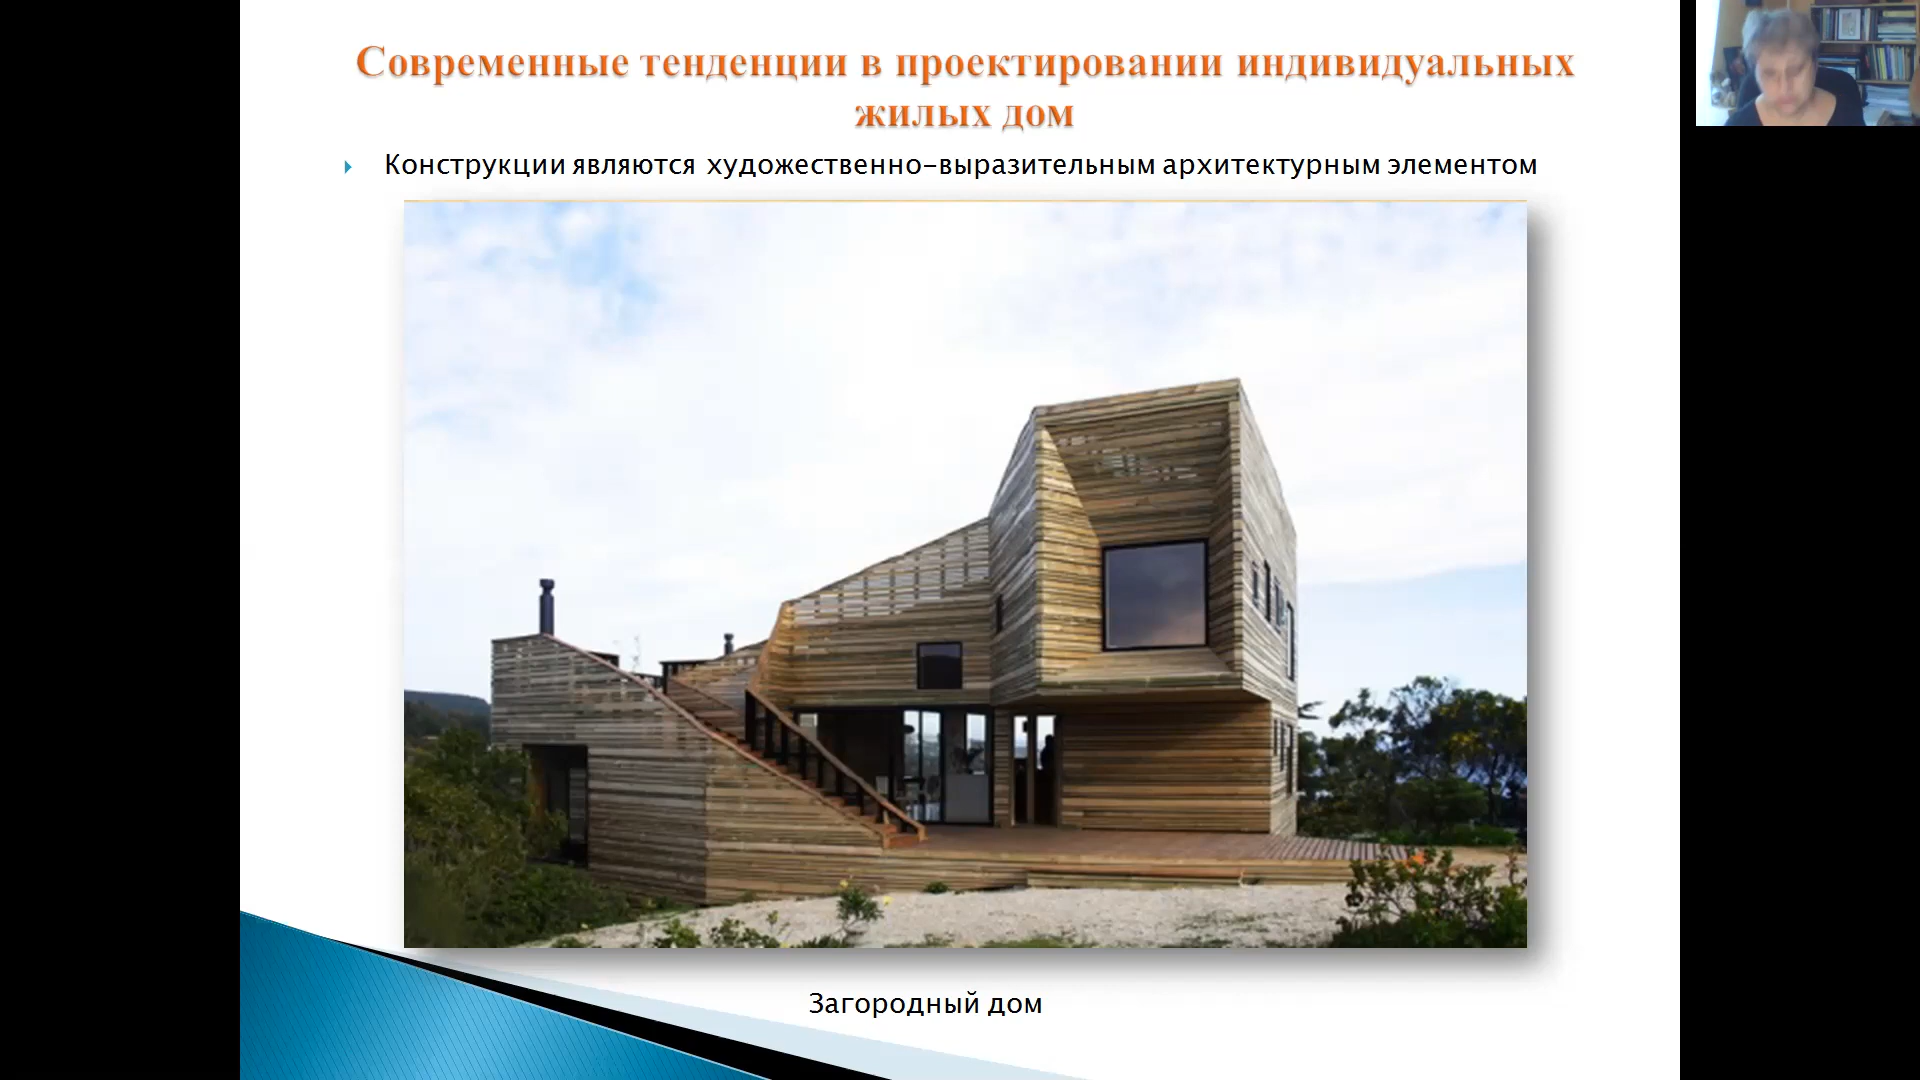 Современные тенденции в проектировании индивидуальных
жилых дом
Конструкции являются художественно-выразительным архитектурным элементом
Загородный дом